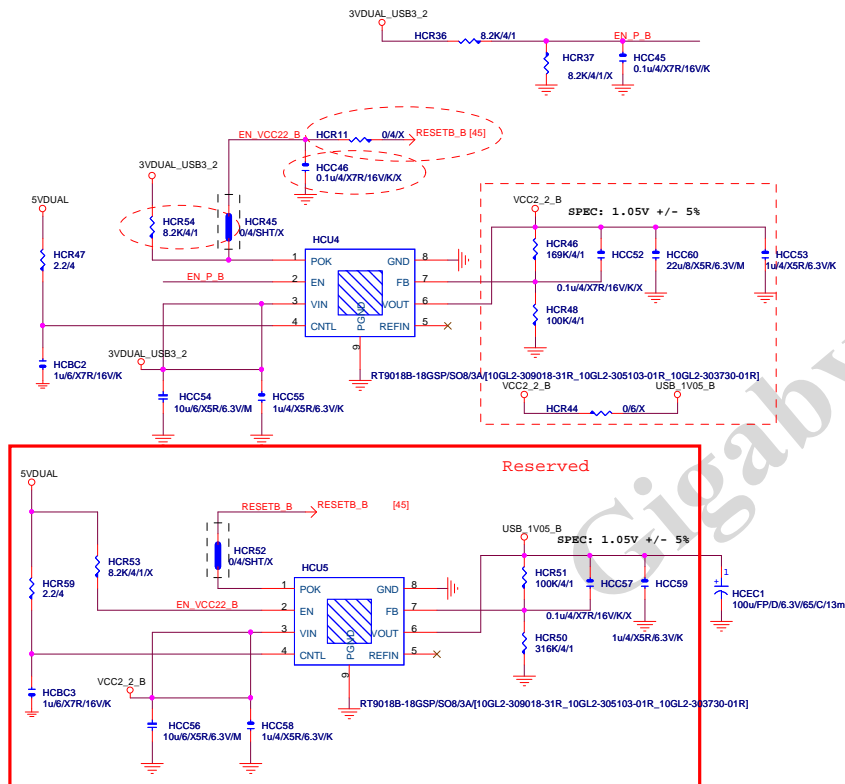 3VDUAL_USB3_2
HCR36 8.2K/4/1 EN_P_B
HCR37 HCC45
8.2K/4/1/X 0.1u/4/X7R/16V/K
EN_VCC22_B HCR11 0/4/X RESETB_B [45]
3VDUAL_USB3_2 HCC46
0.1u/4/X7R/16V/K/X
5VDUAL VCC2_2_B
SPEC: 1.05V +/- 5%
HCR54 HCR45
8.2K/4/1 0/4/SHT/X
HCU4
HCR47
2.2/4
HCR46 HCC52 HCC60 HCC53
169K/4/1 22u/8/X5R/6.3V/M 1u/4/X5R/6.3V/K
0.1u/4/X7R/16V/K/X
1 POK GND 8
EN_P_B 2 EN FB 7
3 VIN VOUT 6
4 CNTL REFIN 5
PGND
9
HCR48
100K/4/1
3VDUAL_USB3_2
HCBC2
1u/6/X7R/16V/K
RT9018B-18GSP/SO8/3A/[10GL2-309018-31R_10GL2-305103-01R_10GL2-303730-01R]
HCC54 HCC55
10u/6/X5R/6.3V/M 1u/4/X5R/6.3V/K
VCC2_2_B USB_1V05_B
HCR44 0/6/X
Reserved
5VDUAL
RESETB_B RESETB_B [45]
USB_1V05_B
SPEC: 1.05V +/- 5%
HCR53 HCR52
8.2K/4/1/X 0/4/SHT/X
HCU5
HCR59
2.2/4
HCR51 HCC57 HCC59
100K/4/1
0.1u/4/X7R/16V/K/X
1u/4/X5R/6.3V/K
1
+
HCEC1
100u/FP/D/6.3V/65/C/13m
1 POK GND 8
EN_VCC22_B 2 EN FB 7
3 VIN VOUT 6
4 CNTL REFIN 5
PGND
9
HCR50
316K/4/1
VCC2_2_B
HCBC3
1u/6/X7R/16V/K
RT9018B-18GSP/SO8/3A/[10GL2-309018-31R_10GL2-305103-01R_10GL2-303730-01R]
HCC56 HCC58
10u/6/X5R/6.3V/M 1u/4/X5R/6.3V/K
Gigaby